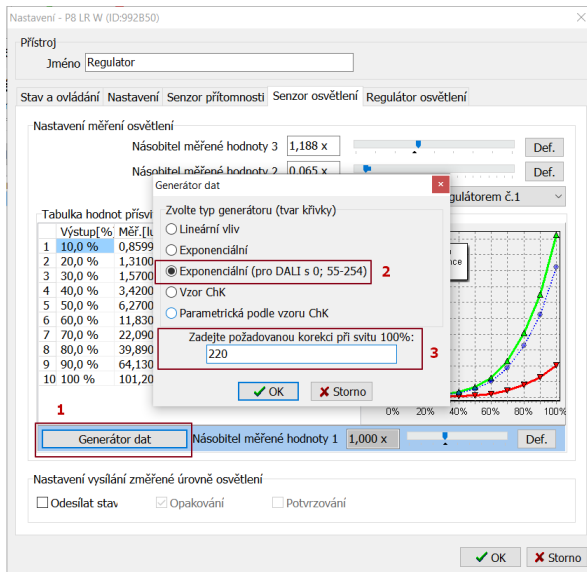 Nastavení - P8 LR W (ID:992B50)
Přístroj
Jméno Regulator
Stav a ovládání Nastavení Senzor přítomnosti Senzor osvětlení Regulátor osvětlení
Nastavení měření osvětlení
Násobitel měřené hodnoty 3 1,188 x Def.
Násobitel měřené hodnoty 2 0,065 x Def.
Generátor dat
gulátorem č.1
Zvolte typ generátoru (tvar křivky)
Lineární vliv
Exponenciální
Exponenciální (pro DALI s 0; 55-254) 2
Vzor ChK
Parametrická podle vzoru ChK
Zadejte požadovanou korekci při svitu 100%:
220
3
OK Storno
Tabulka hodnot přísvi
Výstup[% Měř.[lu
1 10,0 % 0,8599
2 20,0 % 1,3100
3 30,0 % 1,5700
4 40,0 % 3,4200
5 50,0 % 6,2700
6 60,0 % 11,830
7 70,0 % 22,090
8 80,0 % 39,890
9 90,0 % 64,130
10 100 % 101,20
0% 20% 40% 60% 80% 100%
1
Generátor dat Násobitel měřené hodnoty 1 1,000 x Def.
Nastavení vysílání změřené úrovně osvětlení
Odesílat stav Opakování Potvrzování
OK Storno